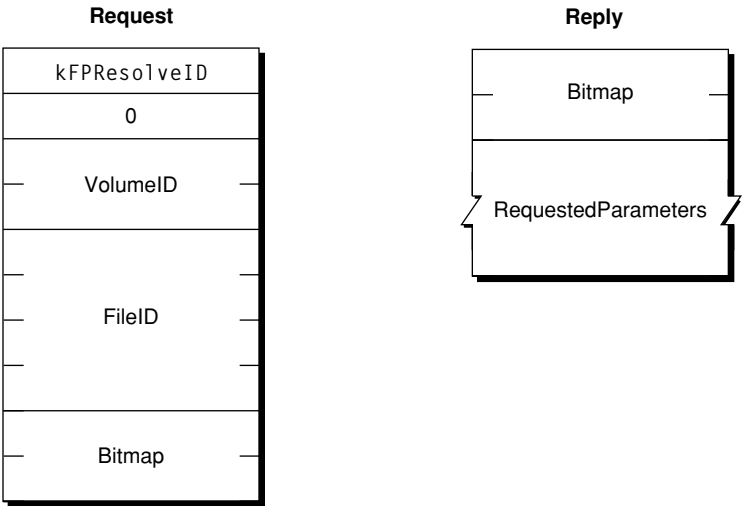 Request
kFPResolveID
0
VolumeID
FileID
Bitmap
Reply
Bitmap
RequestedParameters